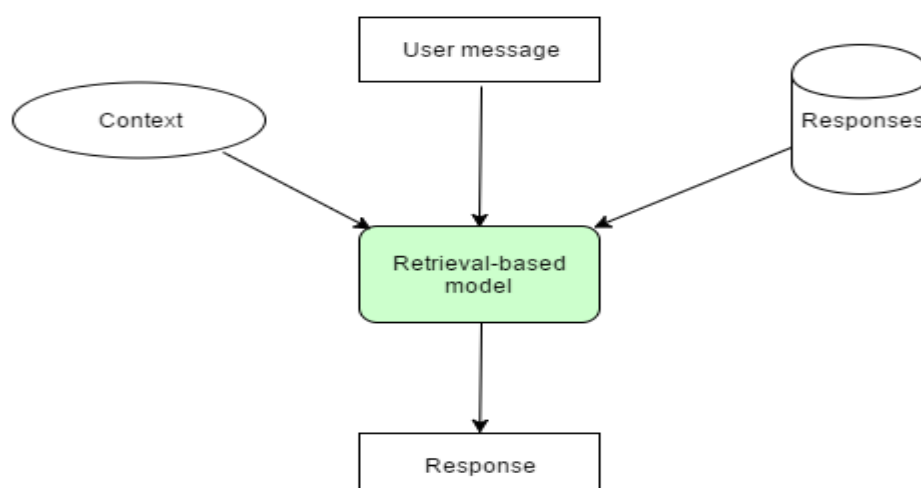 User message
Context
Responses
Retrieval-based
model
Response